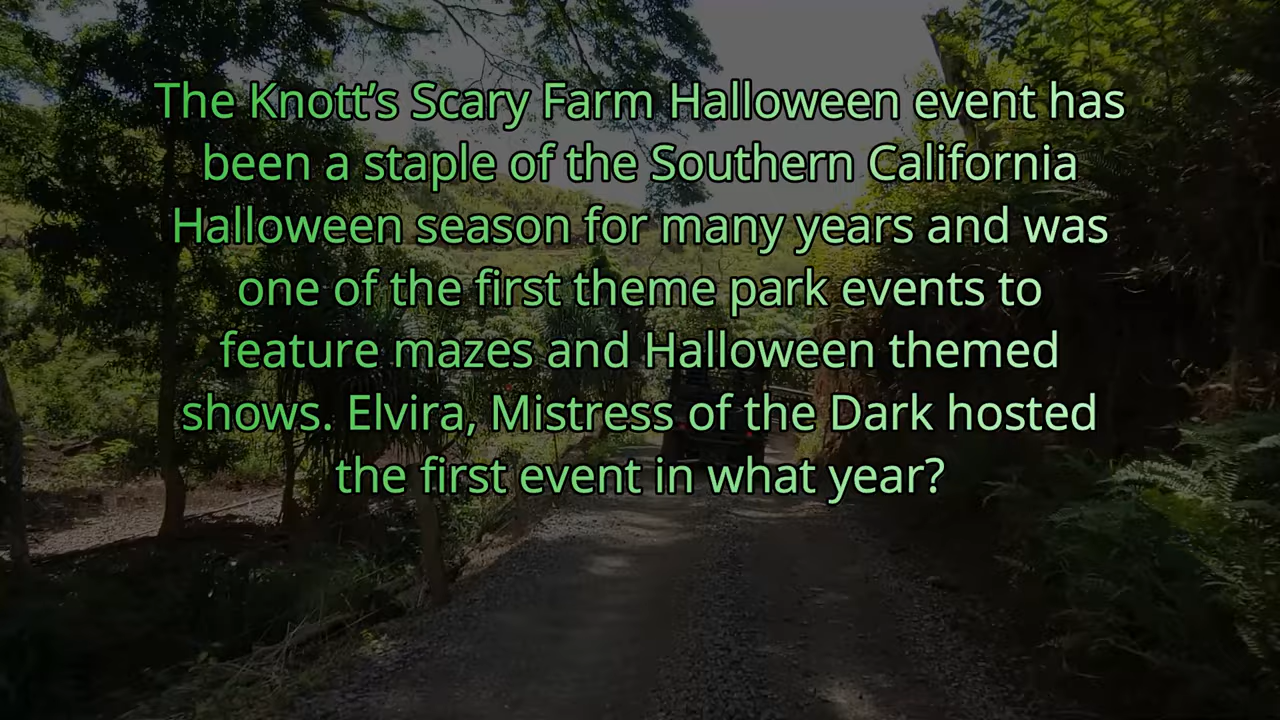 The Knott’s Scary Farm Halloween event has
been a staple of the Southern California
Halloween season for many years and was
one of the first theme park events to
feature mazes and Halloween themed
shows. Elvira, Mistress of the Dark hosted
the first event in what year?